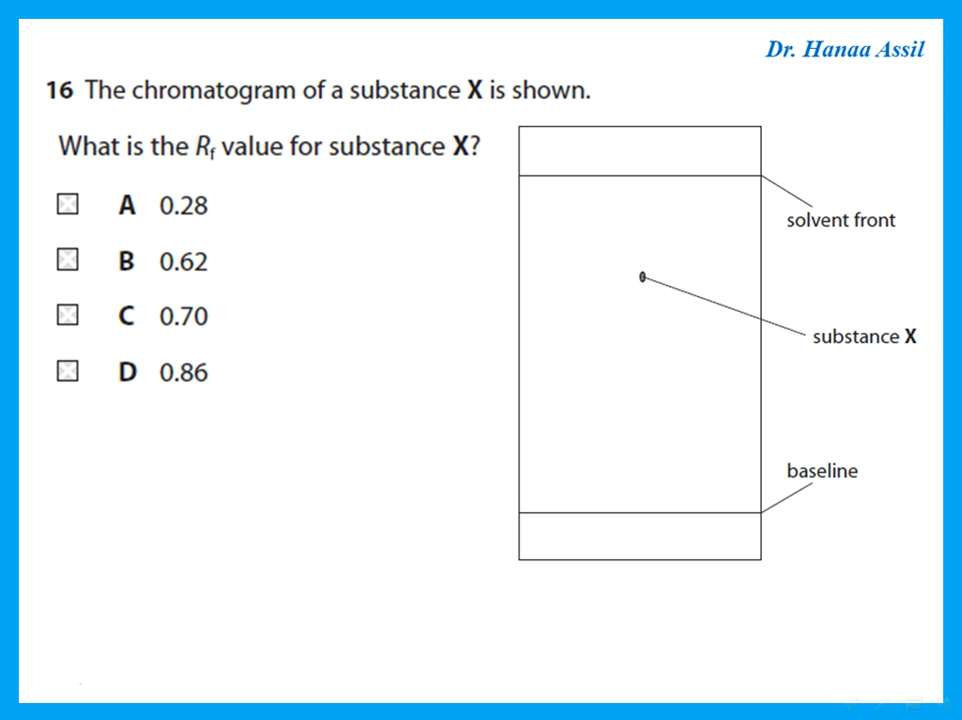 Dr. Hanaa Assil
16 The chromatogram of a substance X is shown.
What is the Rf value for substance X?
A 0.28
B 0.62
C 0.70
D 0.86
solvent front
substance X
baseline